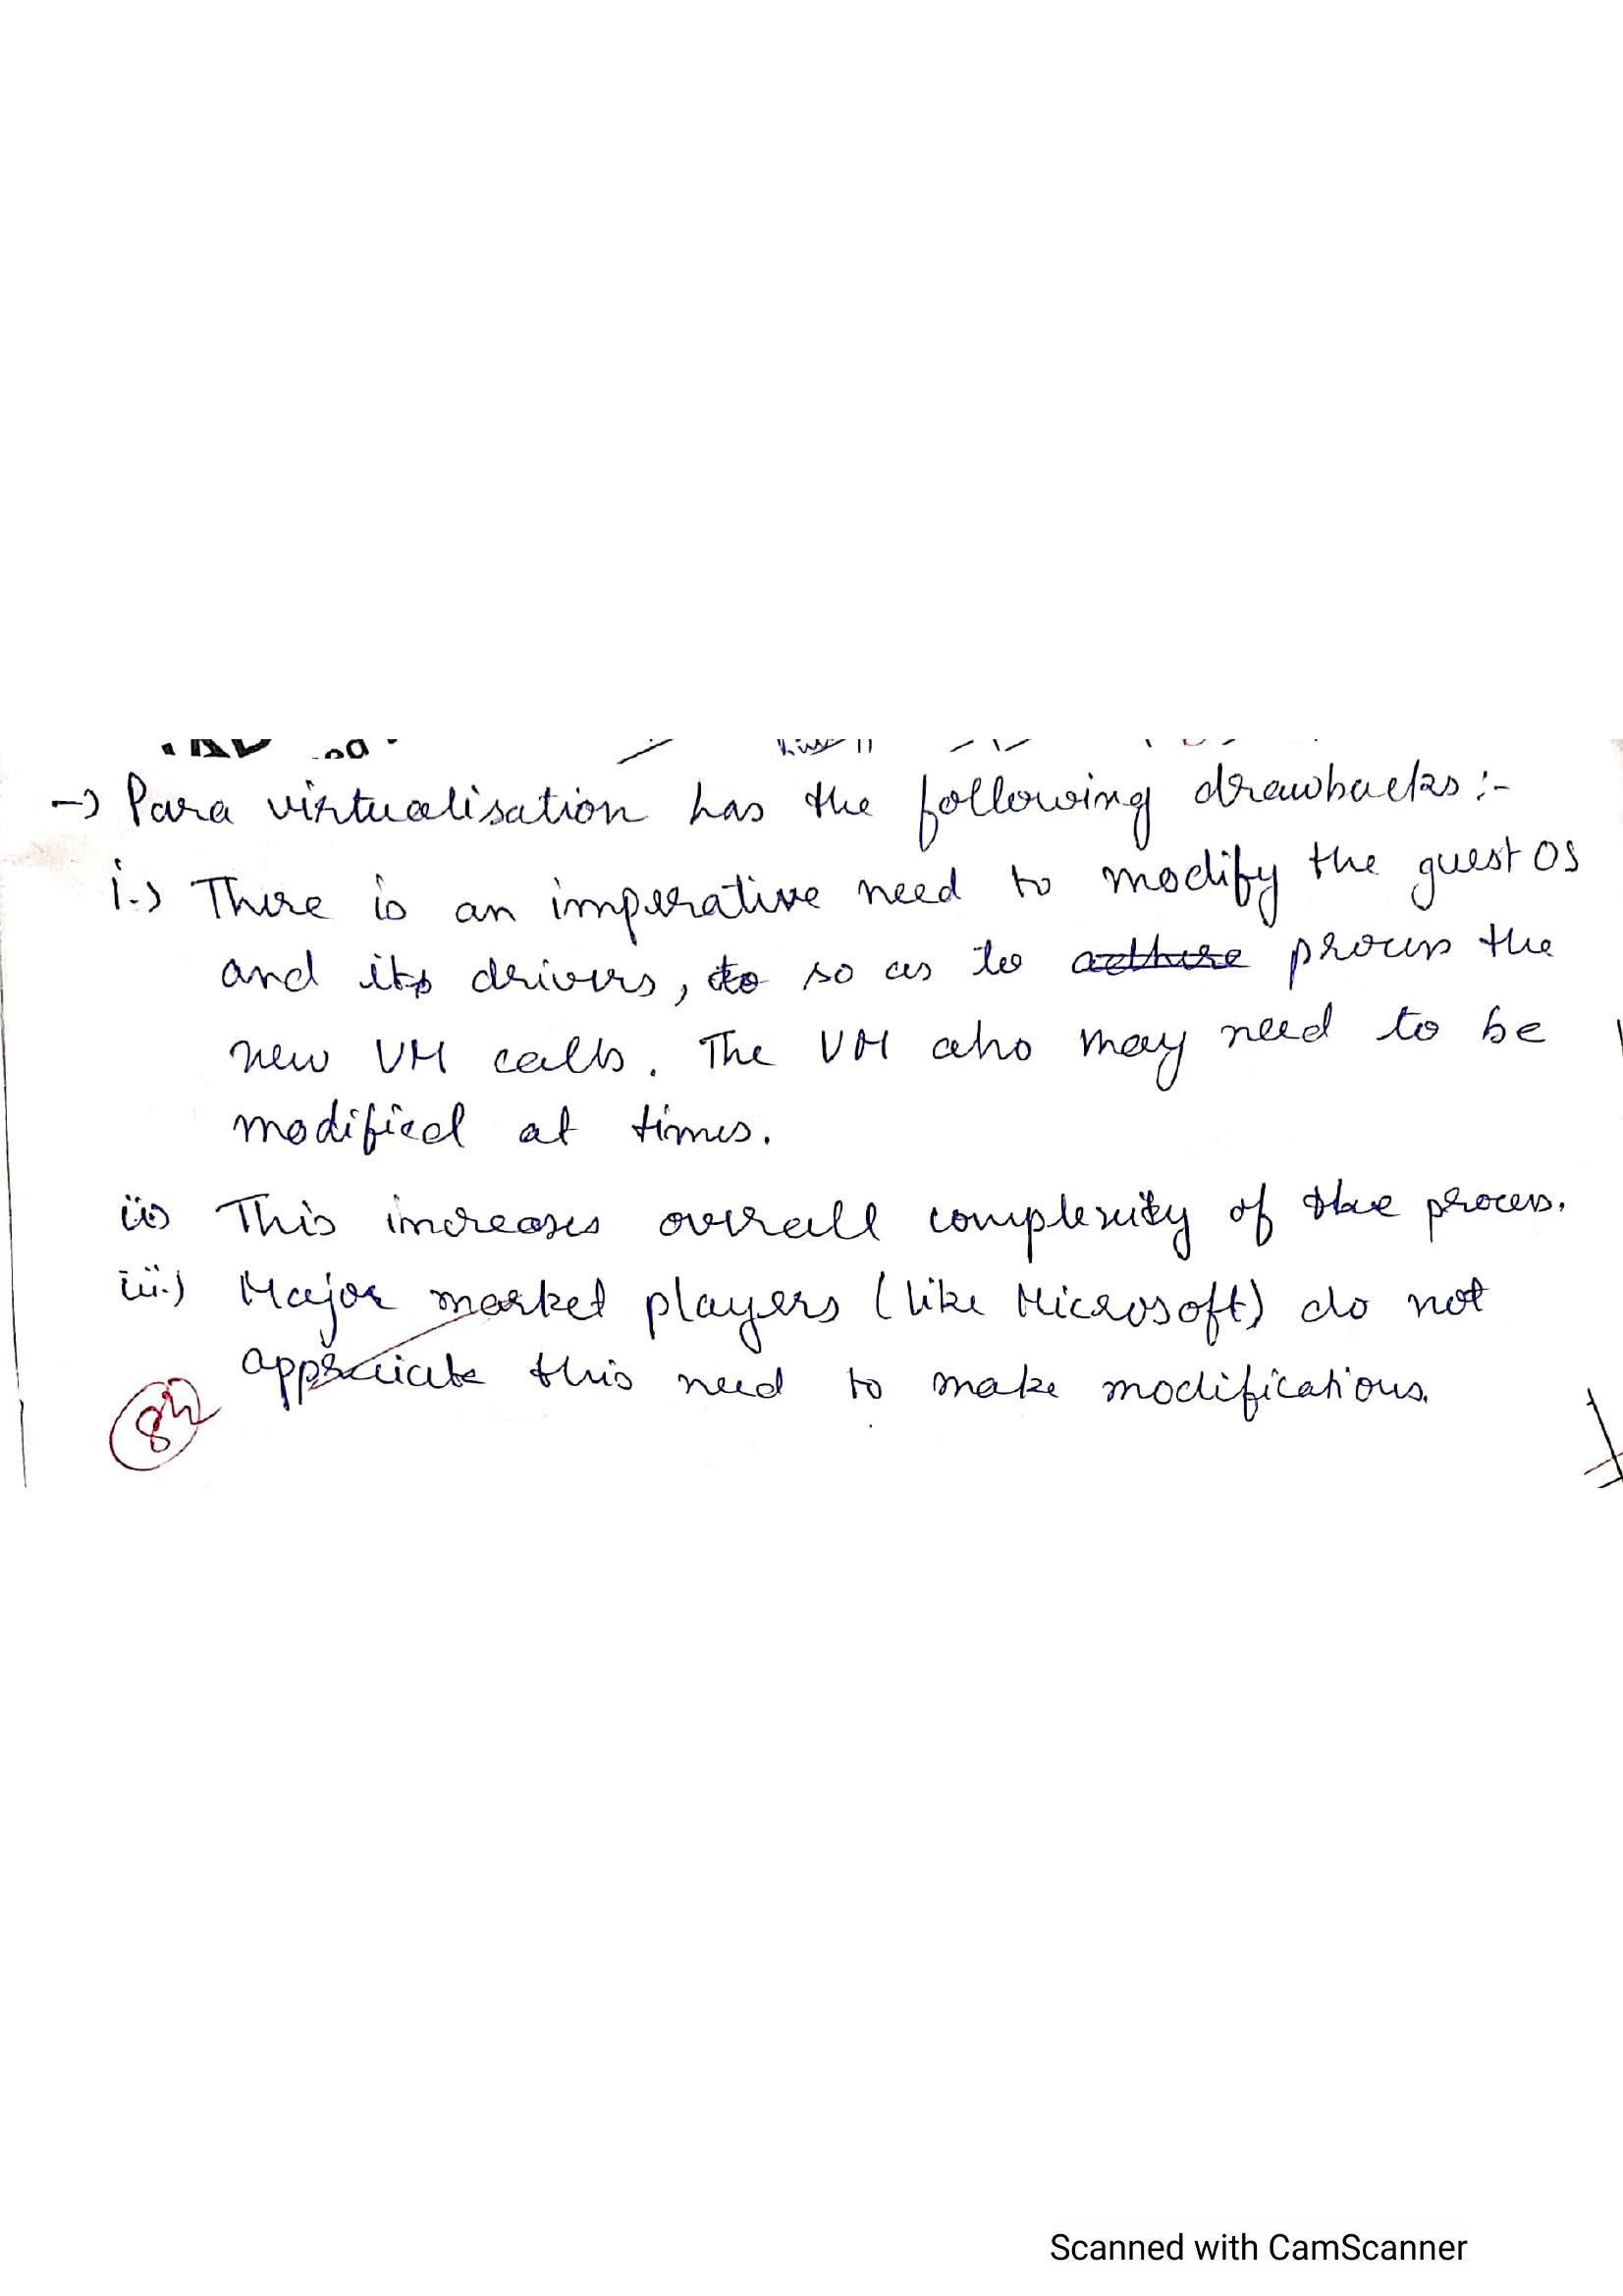 -> Para virtualisation has the following drawbacks :-
i.) There is an imperative need to modify the guest OS
and its drivers, to so as to process the
new VM calls. The VM also may need to be
modified at times.
ii) This increases overall complexity of the process.
iii.) Major market players (like Microsoft) do not
appreciate this need to make modifications.
Scanned with CamScanner